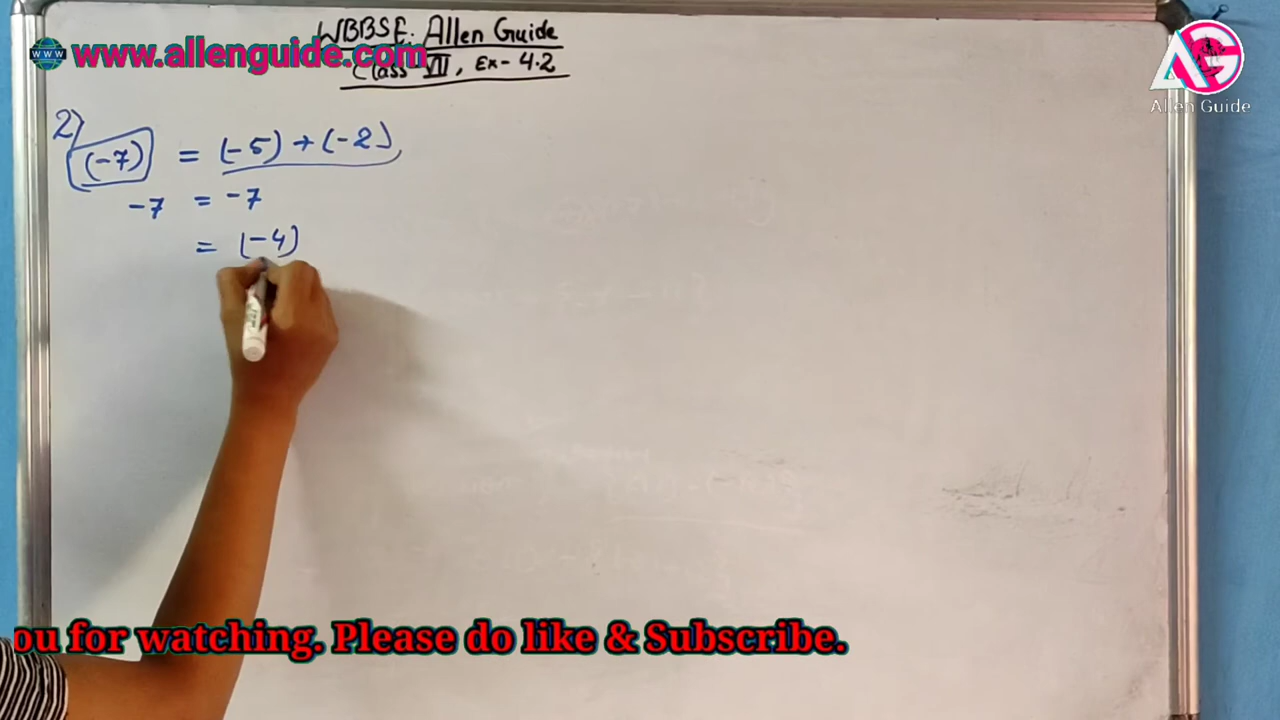 WBBSE: Allen Guide
www.allenguide.com
Class VII, Ex- 4.2
AG
Allen Guide
2)
(-7) = (-5) + (-2)
-7 = -7
= (-4)
ou for watching. Please do like & Subscribe.